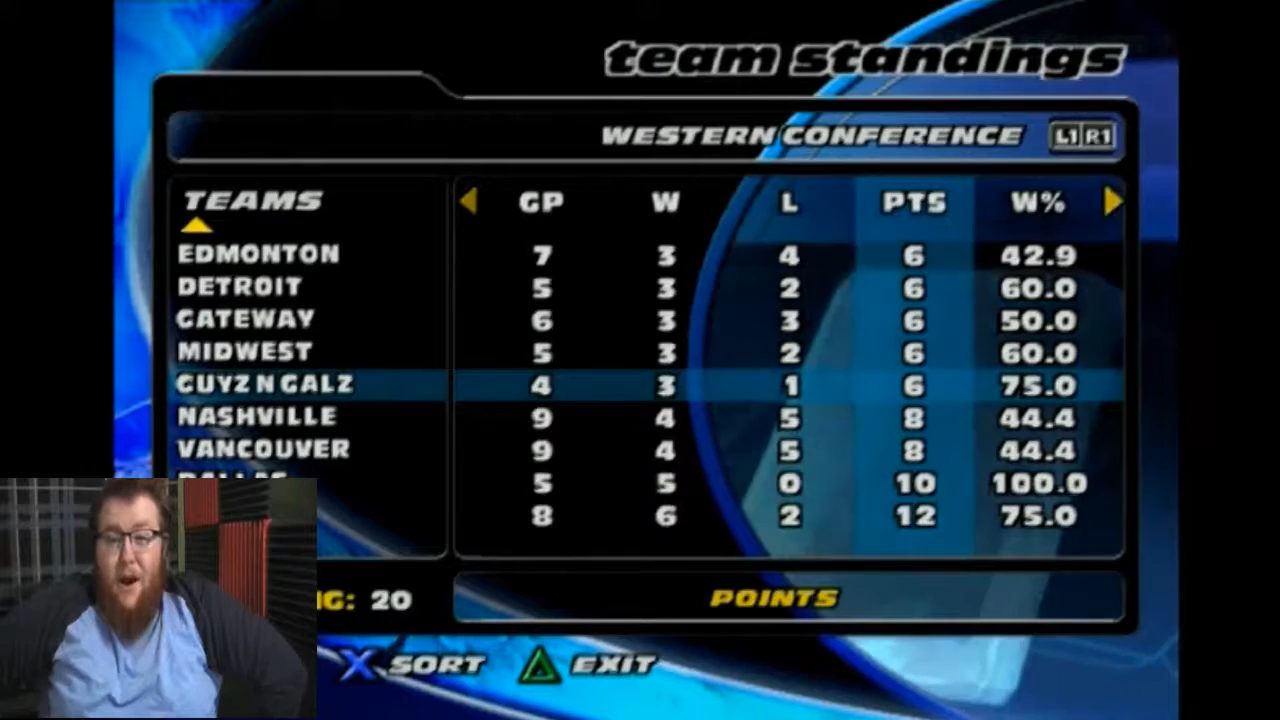 team standings
WESTERN CONFERENCE L1 R1
TEAMS GP W L PTS W%
EDMONTON 7 3 4 6 42.9
DETROIT 5 3 2 6 60.0
GATEWAY 6 3 3 6 50.0
MIDWEST 5 3 2 6 60.0
GUYZ N GALZ 4 3 1 6 75.0
NASHVILLE 9 4 5 8 44.4
VANCOUVER 9 4 5 8 44.4
DALLAS 5 5 0 10 100.0
8 6 2 12 75.0
20 POINTS
X SORT EXIT